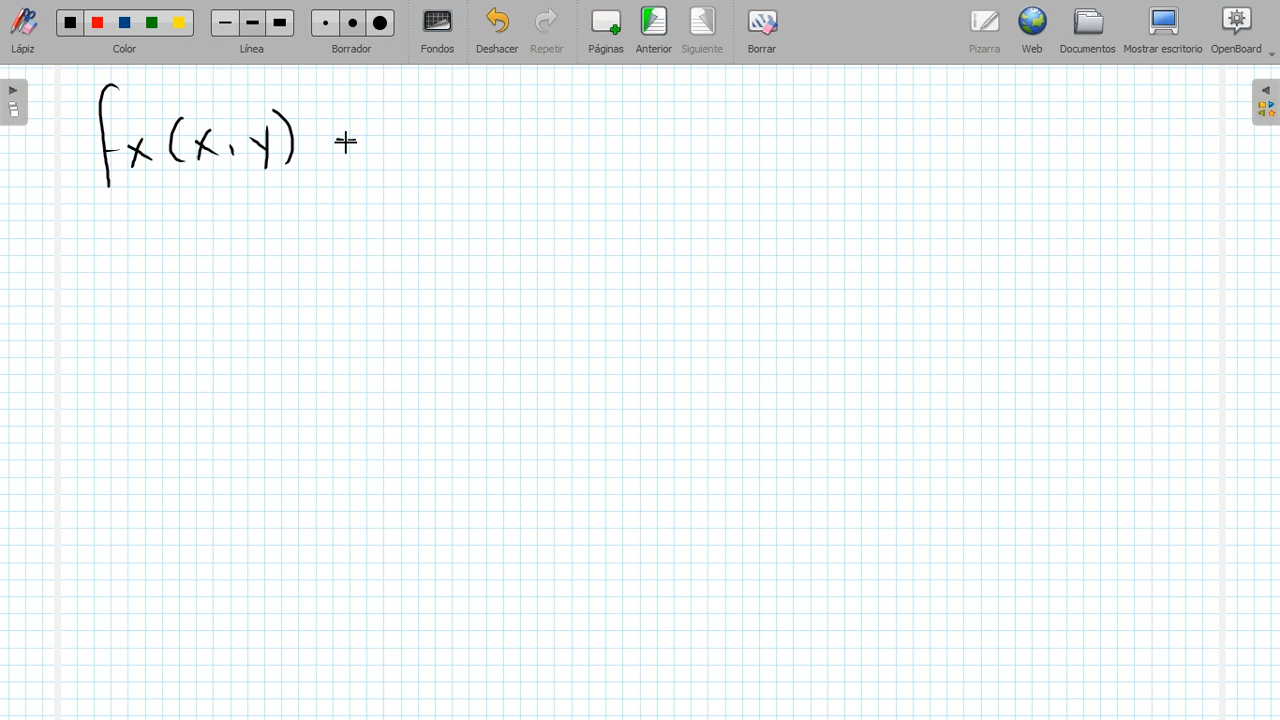 Lápiz Color Línea Borrador Fondos Deshacer Repetir Páginas Anterior Siguiente Borrar Pizarra Web Documentos Mostrar escritorio OpenBoard
fx(x,y)